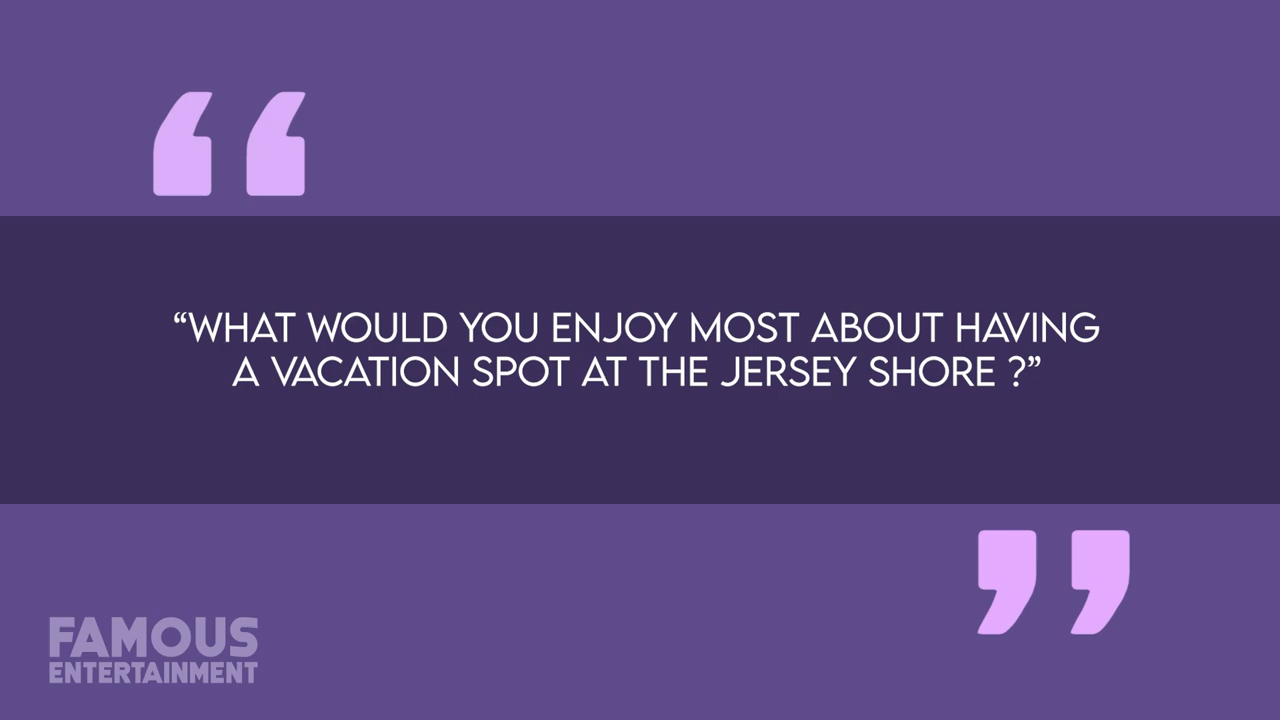 “WHAT WOULD YOU ENJOY MOST ABOUT HAVING
A VACATION SPOT AT THE JERSEY SHORE ?”
FAMOUS
ENTERTAINMENT